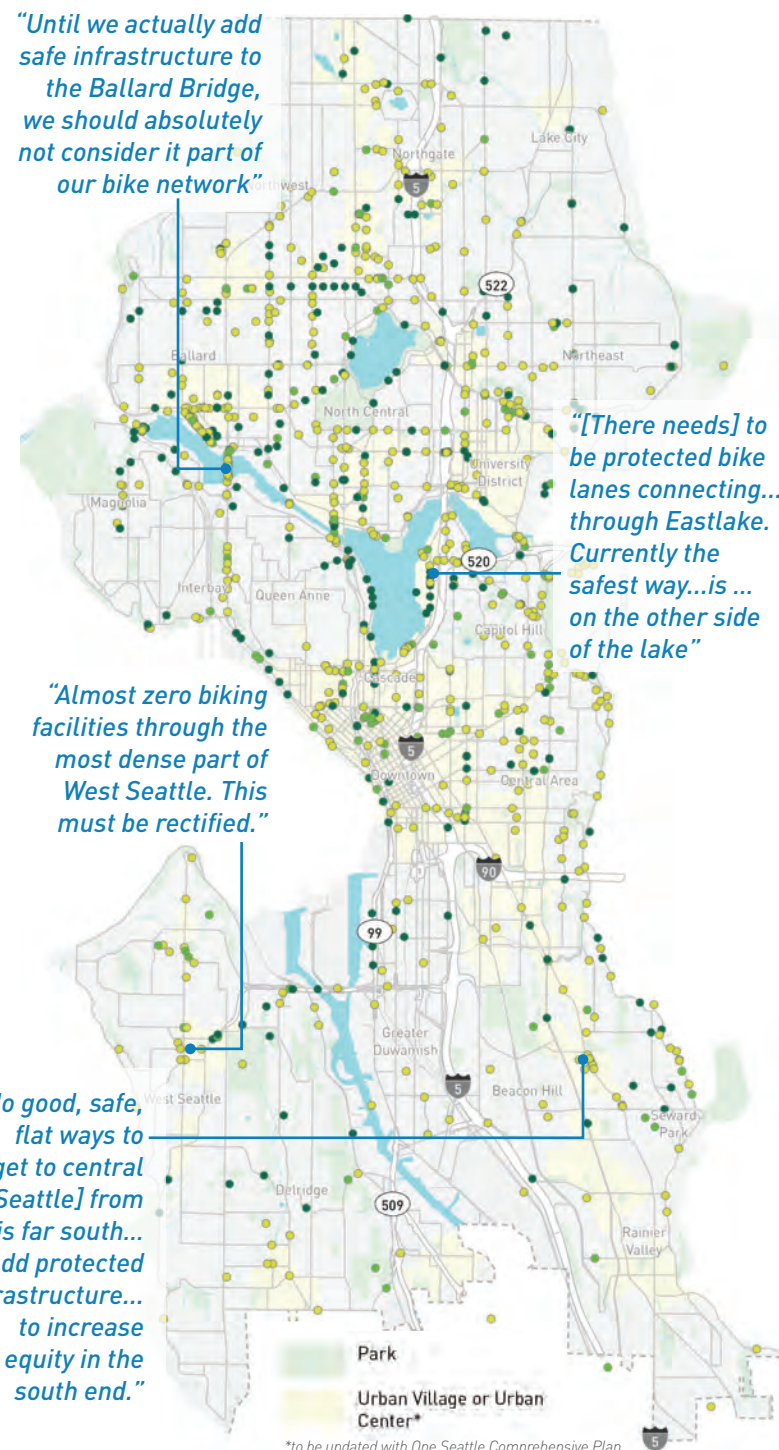 “Until we actually add
safe infrastructure to
the Ballard Bridge,
we should absolutely
not consider it part of
our bike network”
Lake City
Northgate
5
522
Ballard
Northeast
North Central
“[There needs] to
be protected bike
lanes connecting...
through Eastlake.
Currently the
safest way...is ...
on the other side
of the lake”
University
District
Magnolia
520
Interbay
Queen Anne
Capitol Hill
Cascade
“Almost zero biking
facilities through the
most dense part of
West Seattle. This
must be rectified.”
5
Downtown
Central Area
90
99
Greater
Duwamish
5
Beacon Hill
West Seattle
Seward
Park
good, safe,
flat ways to
get to central
Seattle] from
far south...
add protected
to increase
equity in the
south end.”
Delridge
509
Rainier
Valley
Park
Urban Village or Urban
Center*
*to be updated with One Seattle Comprehensive Plan
5